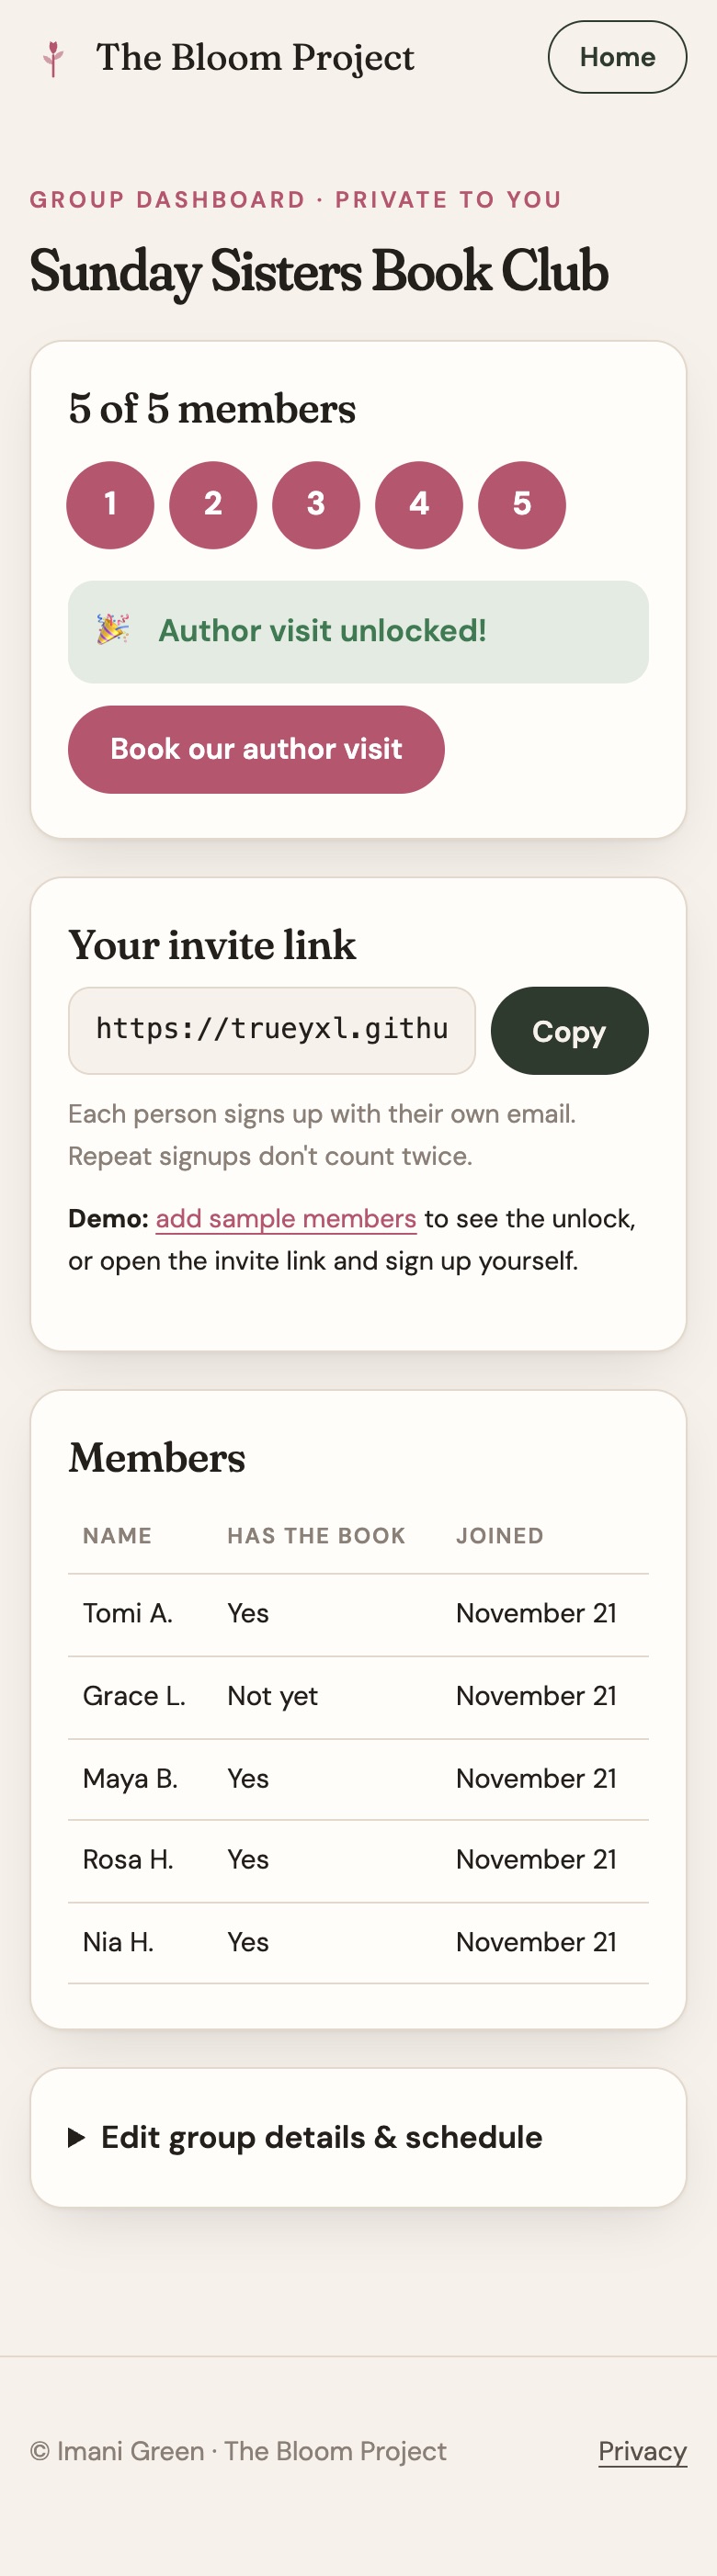 The Bloom Project
Home
GROUP DASHBOARD · PRIVATE TO YOU
Sunday Sisters Book Club
5 of 5 members
1 2 3 4 5
Author visit unlocked!
Book our author visit
Your invite link
https://trueyxl.githu
Copy
Each person signs up with their own email.
Repeat signups don't count twice.
Demo: add sample members to see the unlock,
or open the invite link and sign up yourself.
Members
NAME HAS THE BOOK JOINED
Tomi A. Yes November 21
Grace L. Not yet November 21
Maya B. Yes November 21
Rosa H. Yes November 21
Nia H. Yes November 21
Edit group details & schedule
© Imani Green · The Bloom Project
Privacy